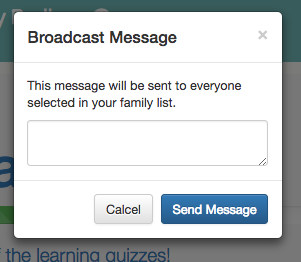 Broadcast Message ×
This message will be sent to everyone
selected in your family list.
Calcel Send Message
the learning quizzes!